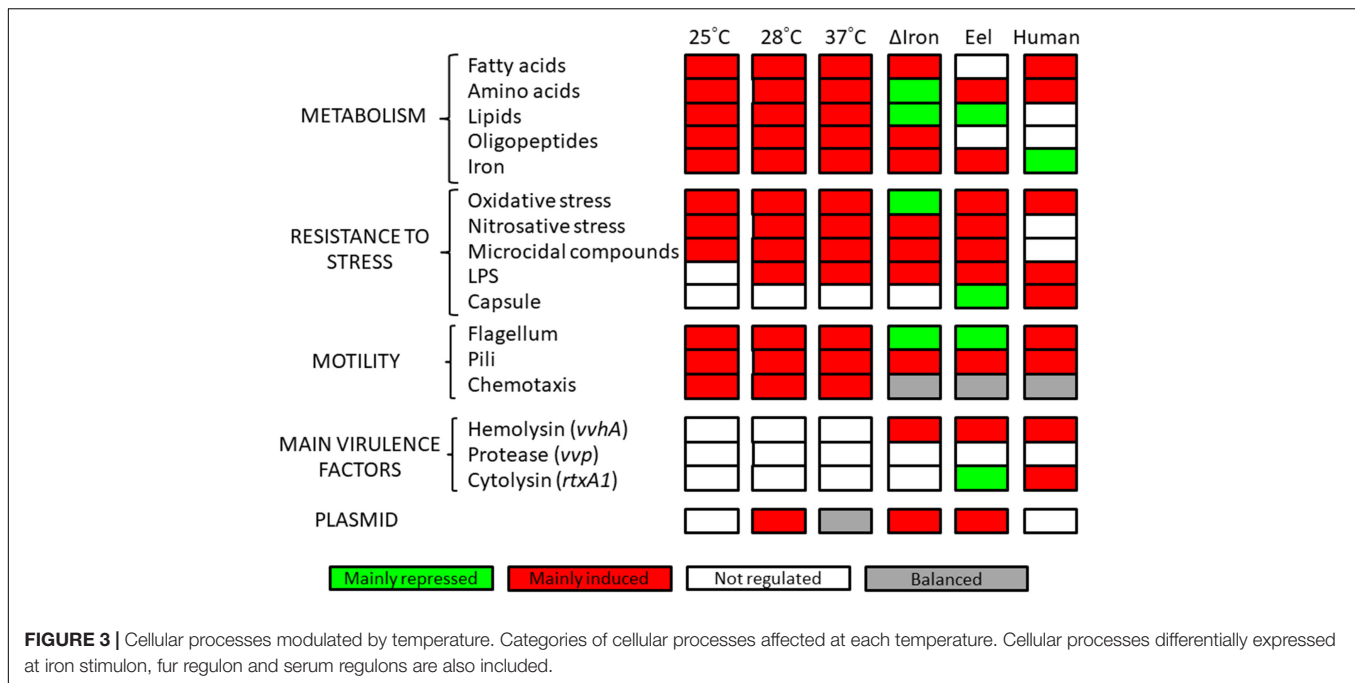 25°C 28°C 37°C ΔIron Eel Human
METABOLISM
Fatty acids
Amino acids
Lipids
Oligopeptides
Iron
RESISTANCE TO
STRESS
Oxidative stress
Nitrosative stress
Microcidal compounds
LPS
Capsule
MOTILITY
Flagellum
Pili
Chemotaxis
MAIN VIRULENCE
FACTORS
Hemolysin (vvhA)
Protease (vvp)
Cytolysin (rtxA1)
PLASMID
Mainly repressed Mainly induced Not regulated Balanced
FIGURE 3 | Cellular processes modulated by temperature. Categories of cellular processes affected at each temperature. Cellular processes differentially expressed
at iron stimulon, fur regulon and serum regulons are also included.